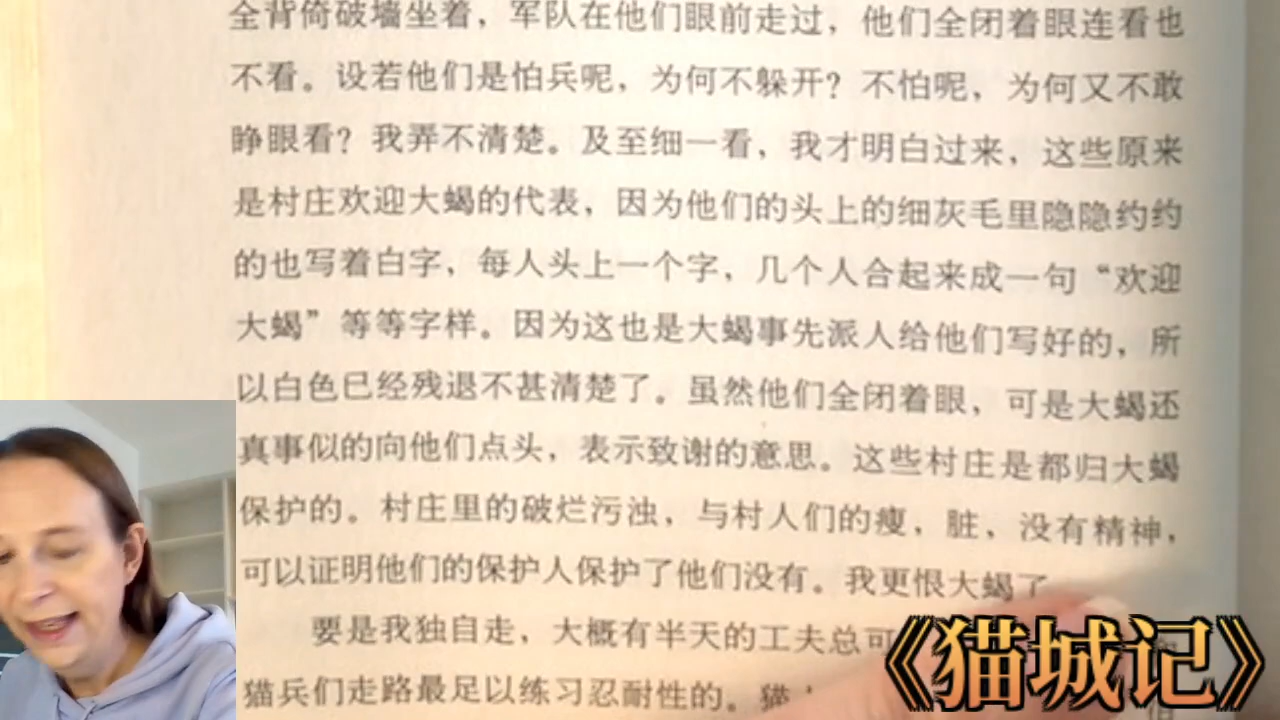 全背倚破墙坐着，军队在他们眼前走过，他们全闭着眼连看也
不看。设若他们是怕兵呢，为何不躲开？不怕呢，为何又不敢
睁眼看？我弄不清楚。及至细一看，我才明白过来，这些原来
是村庄欢迎大蝎的代表，因为他们的头上的细灰毛里隐隐约约
的也写着白字，每人头上一个字，几个人合起来成一句“欢迎
大蝎”等等字样。因为这也是大蝎事先派人给他们写好的，所
以白色已经残退不甚清楚了。虽然他们全闭着眼，可是大蝎还
真事似的向他们点头，表示致谢的意思。这些村庄是都归大蝎
保护的。村庄里的破烂污浊，与村人们的瘦，脏，没有精神，
可以证明他们的保护人保护了他们没有。我更恨大蝎了
要是我独自走，大概有半天的工夫总可
猫兵们走路最足以练习忍耐性的。猫
《猫城记》